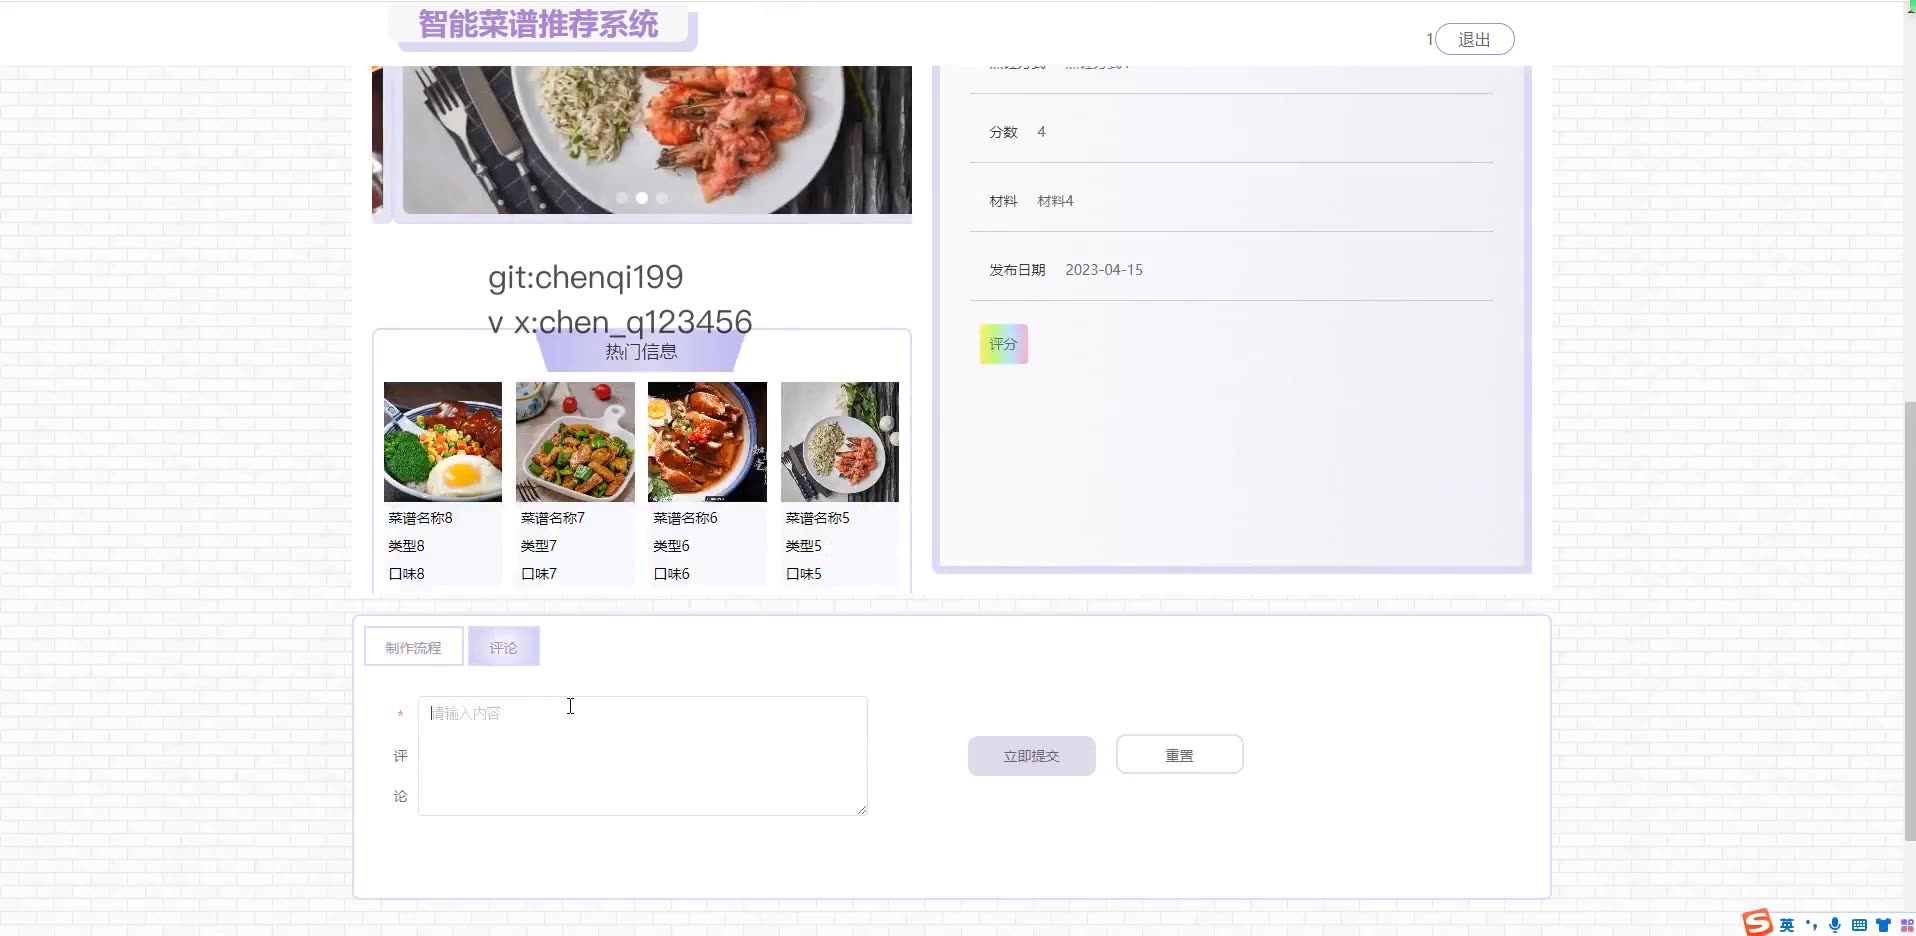 智能菜谱推荐系统
1
退出
分数 4
材料 材料4
发布日期 2023-04-15
评分
git:chenqi199
v x:chen_q123456
热门信息
菜谱名称8
类型8
口味8
菜谱名称7
类型7
口味7
菜谱名称6
类型6
口味6
菜谱名称5
类型5
口味5
制作流程
评论
* 评论
请输入内容
立即提交
重置
英